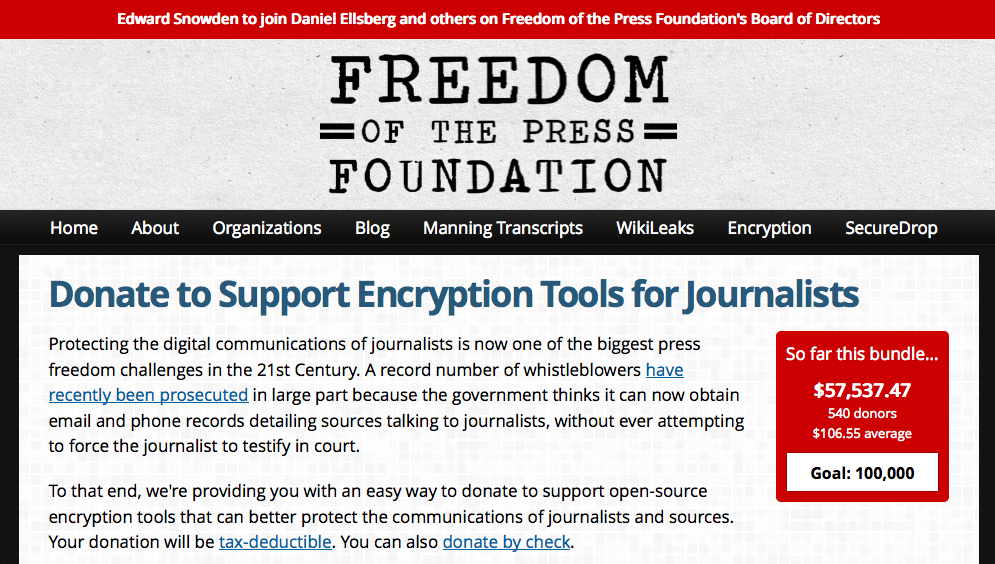 Edward Snowden to join Daniel Ellsberg and others on Freedom of the Press Foundation's Board of Directors
FREEDOM
OF THE PRESS
FOUNDATION
Home About Organizations Blog Manning Transcripts WikiLeaks Encryption SecureDrop
Donate to Support Encryption Tools for Journalists
Protecting the digital communications of journalists is now one of the biggest press
freedom challenges in the 21st Century. A record number of whistleblowers have
recently been prosecuted in large part because the government thinks it can now obtain
email and phone records detailing sources talking to journalists, without ever attempting
to force the journalist to testify in court.
To that end, we're providing you with an easy way to donate to support open-source
encryption tools that can better protect the communications of journalists and sources.
Your donation will be tax-deductible. You can also donate by check.
So far this bundle...
$57,537.47
540 donors
$106.55 average
Goal: 100,000